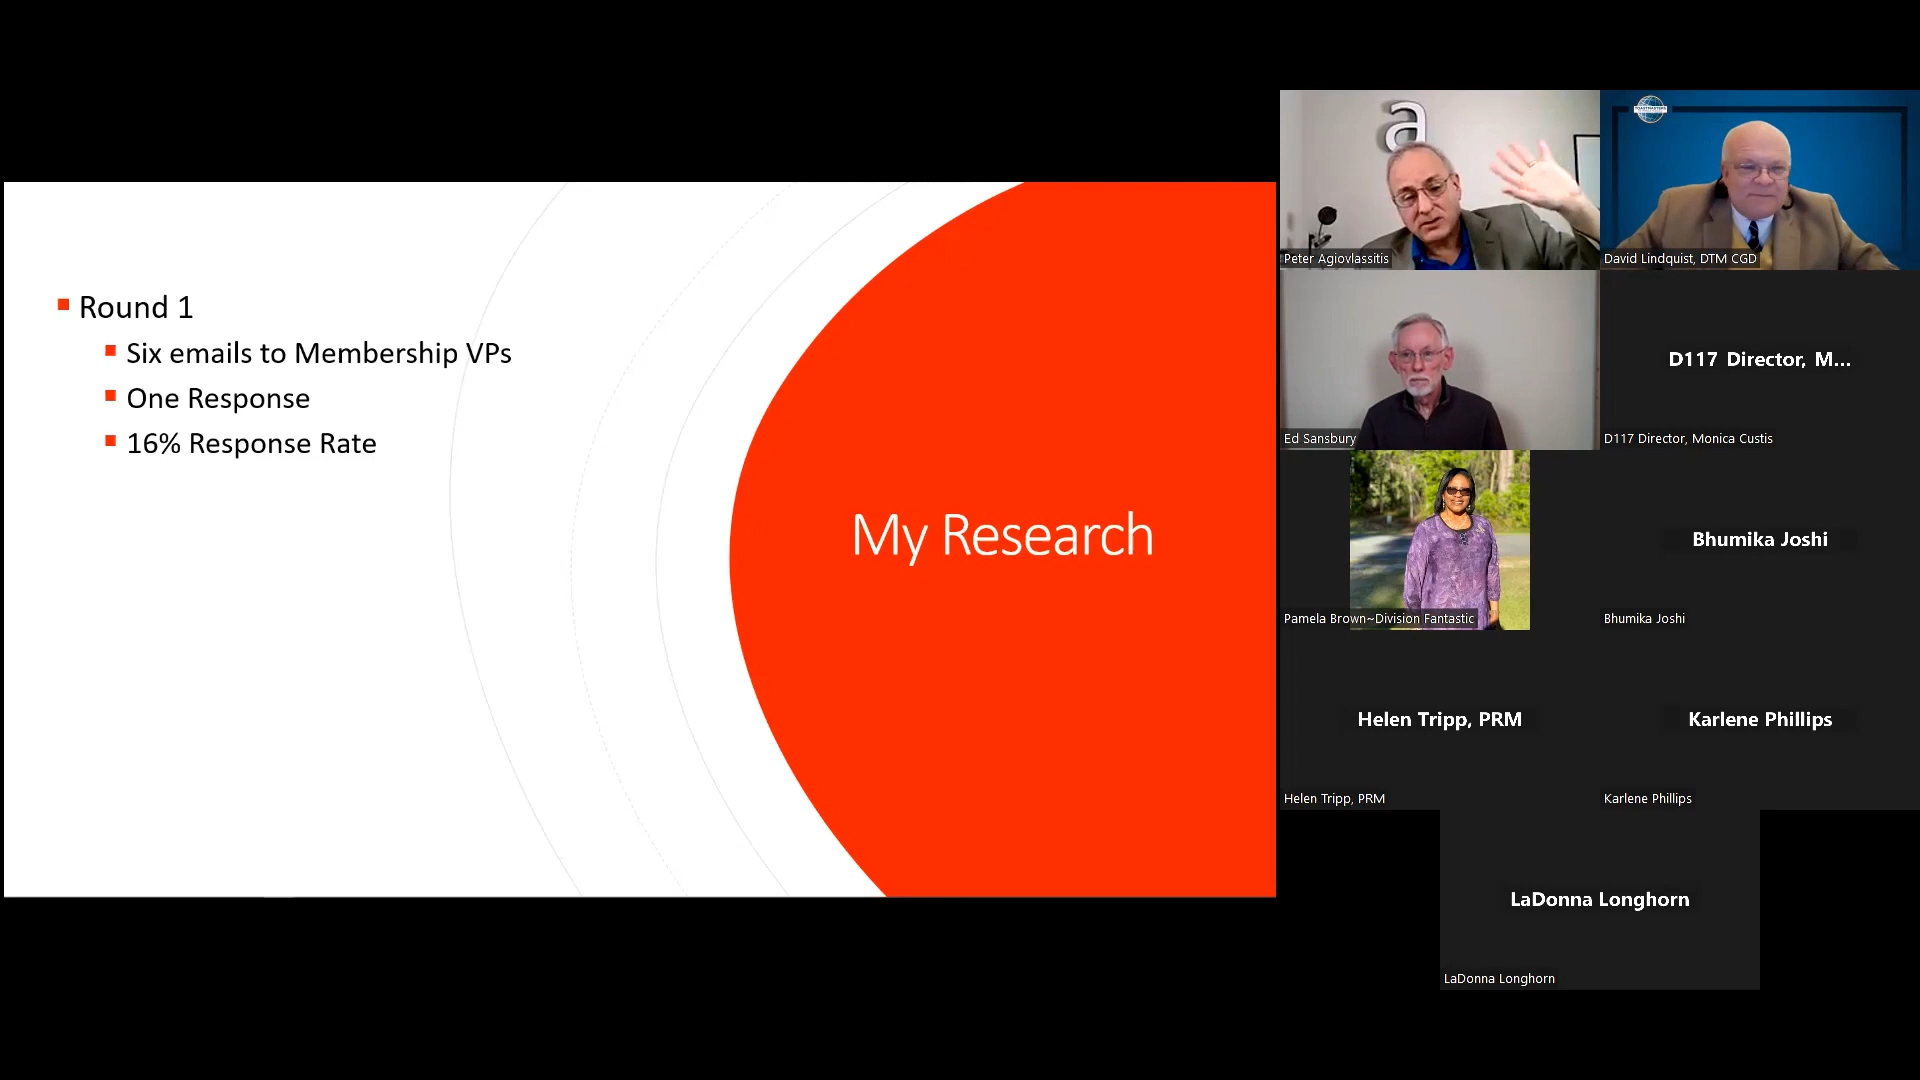 Round 1
Six emails to Membership VPs
One Response
16% Response Rate
My Research
a
Peter Agiovlassitis
TOASTMASTERS
David Lindquist, DTM CGD
Ed Sansbury
D117 Director, M...
D117 Director, Monica Custis
Pamela Brown~Division Fantastic
Bhumika Joshi
Bhumika Joshi
Helen Tripp, PRM
Helen Tripp, PRM
Karlene Phillips
Karlene Phillips
LaDonna Longhorn
LaDonna Longhorn